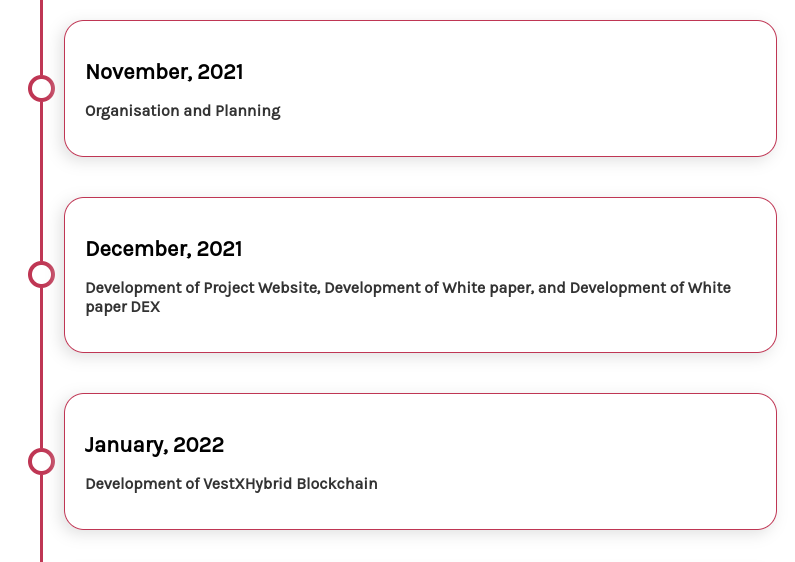 November, 2021
Organisation and Planning
December, 2021
Development of Project Website, Development of White paper, and Development of White
paper DEX
January, 2022
Development of VestXHybrid Blockchain